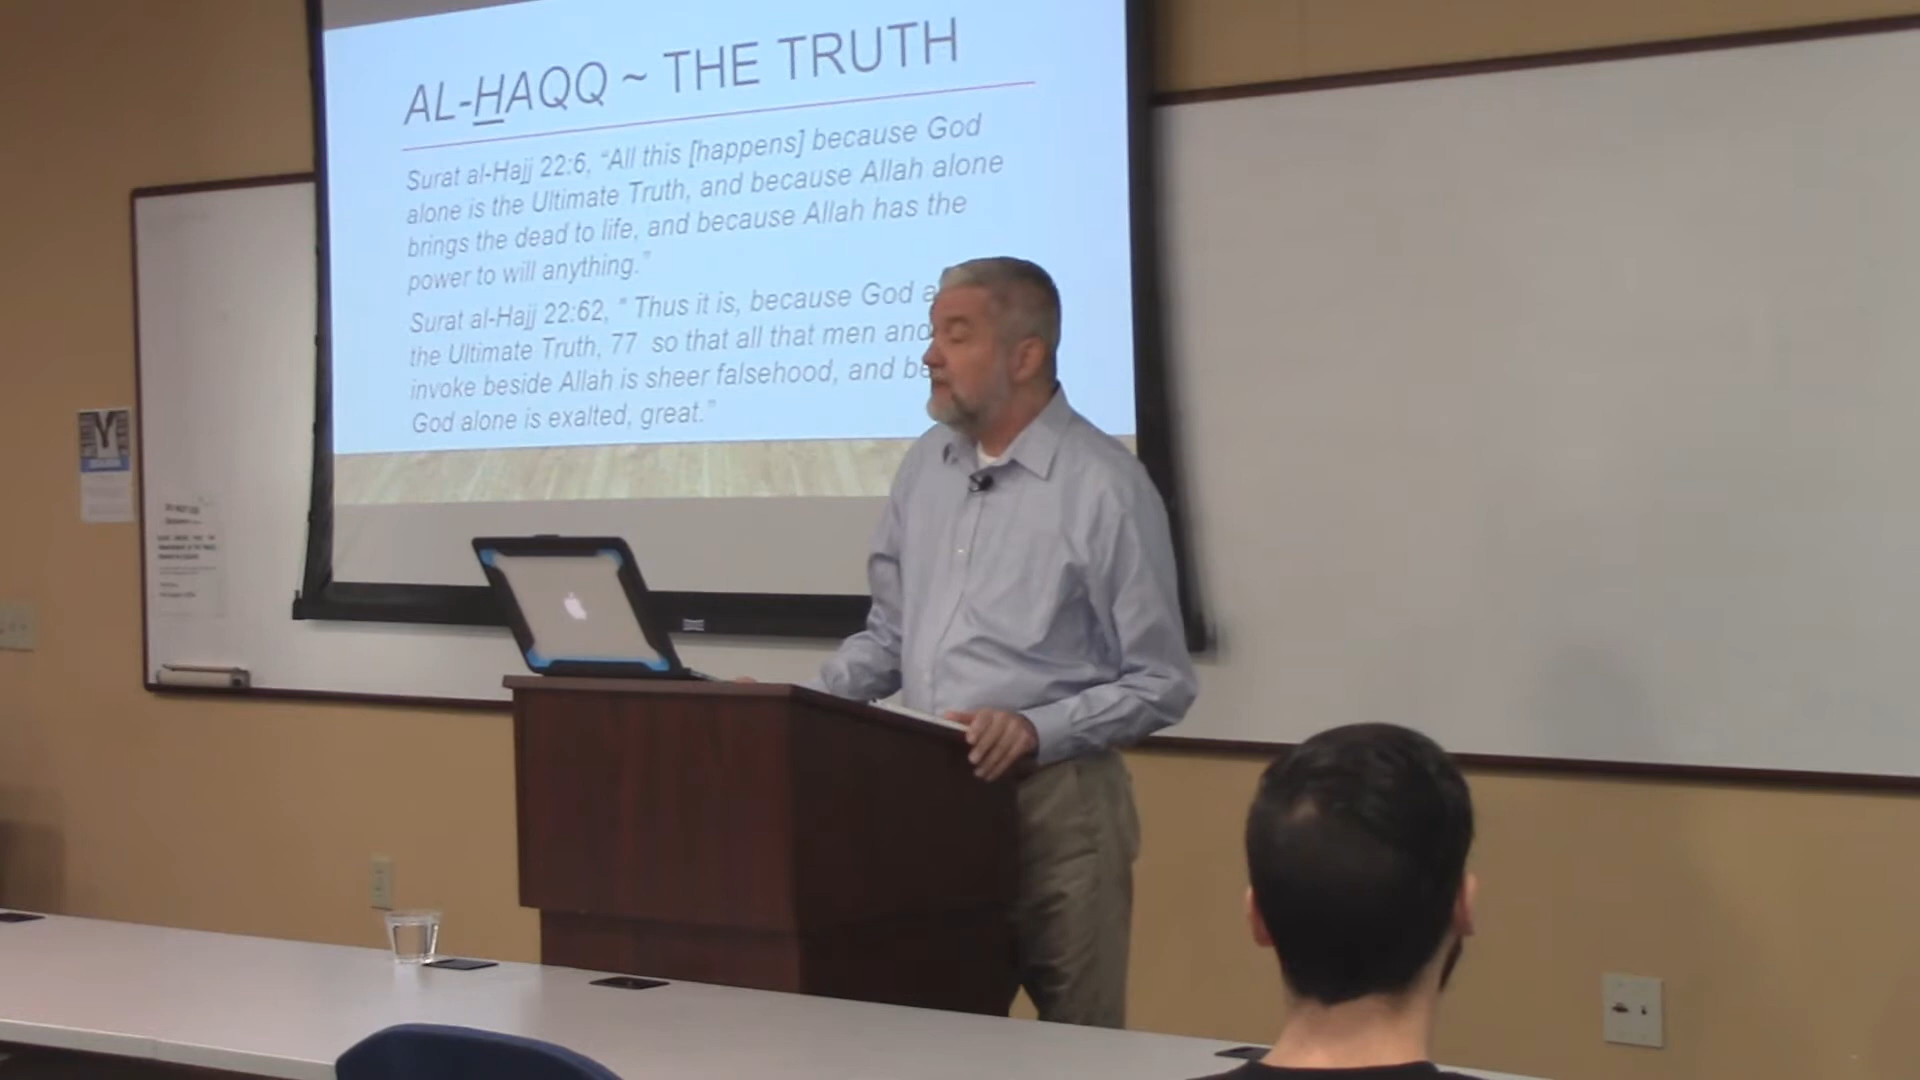 AL-HAQQ ~ THE TRUTH
Surat al-Hajj 22:6, “All this [happens] because God
alone is the Ultimate Truth, and because Allah alone
brings the dead to life, and because Allah has the
power to will anything.”
Surat al-Hajj 22:62, “ Thus it is, because God
the Ultimate Truth, 77 so that all that men and
invoke beside Allah is sheer falsehood, and
God alone is exalted, great.”